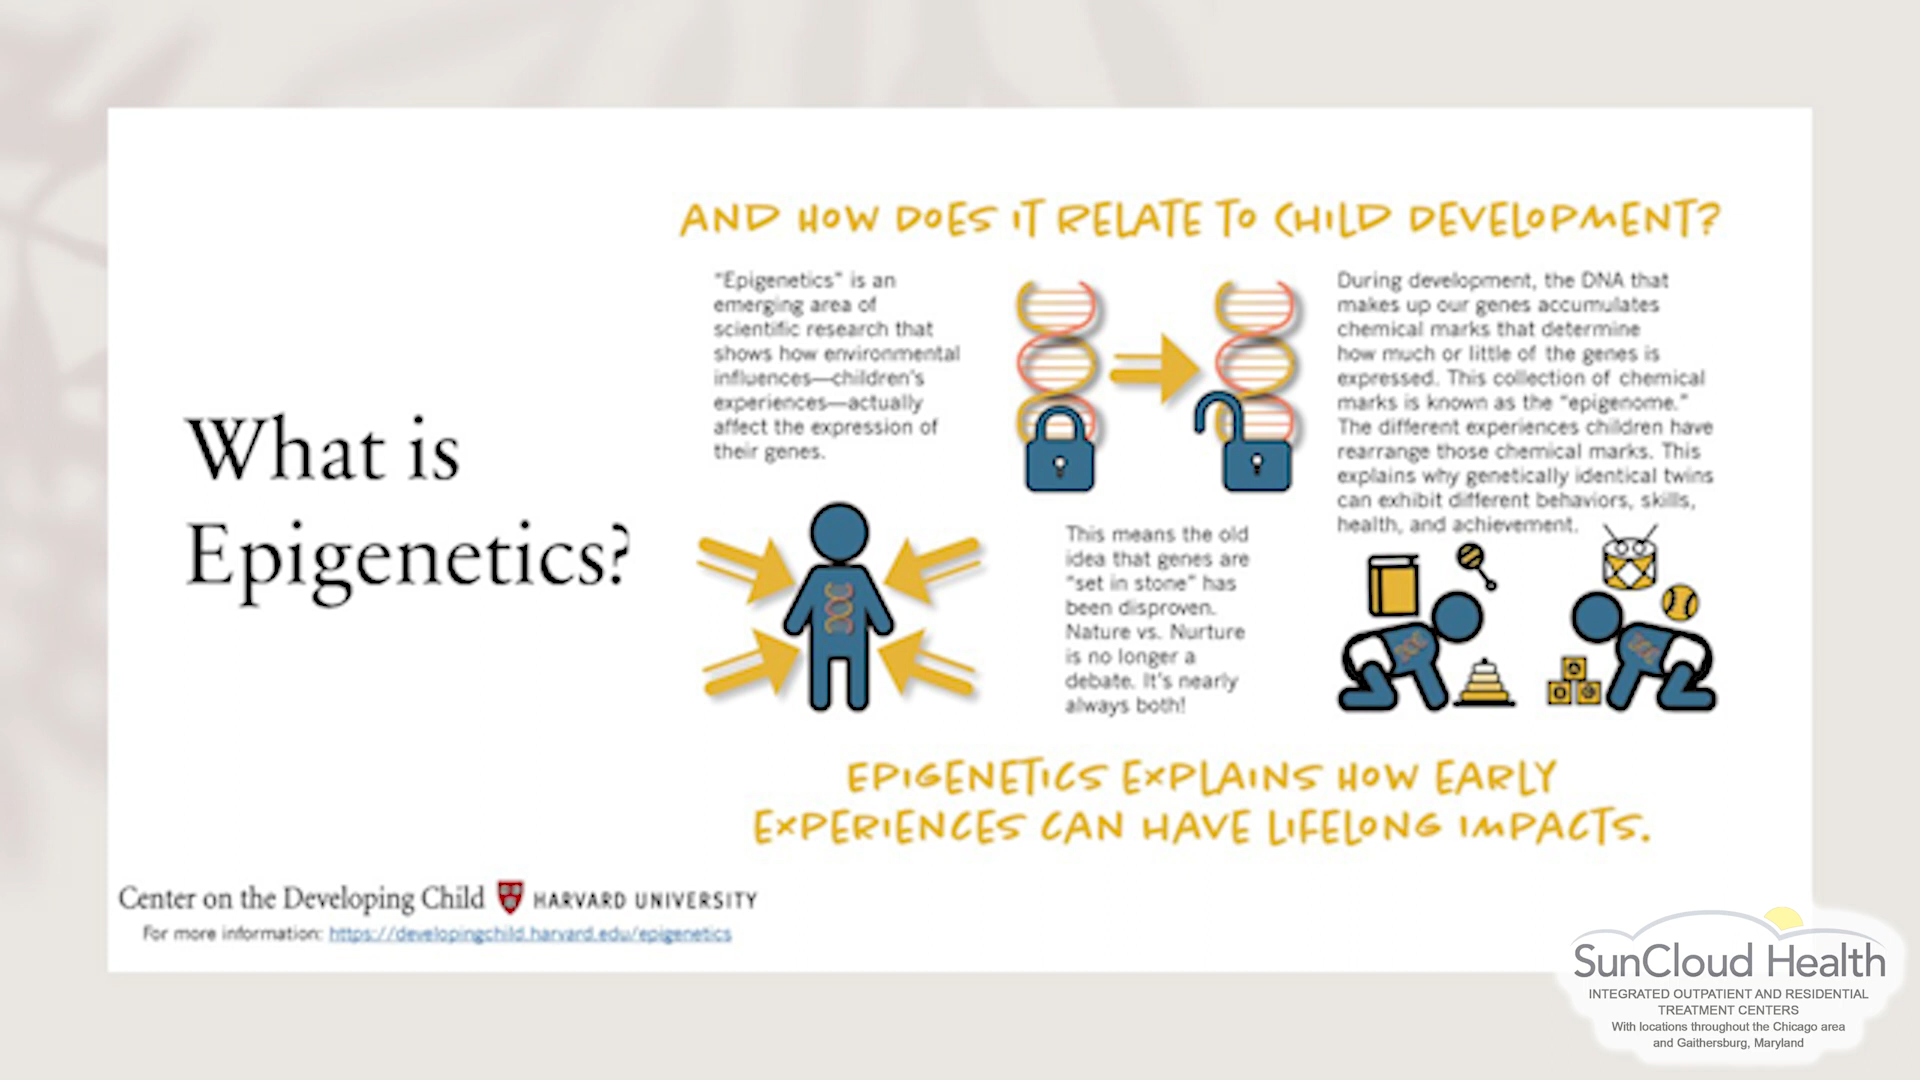 What is
Epigenetics?
AND HOW DOES IT RELATE TO CHILD DEVELOPMENT?
"Epigenetics" is an
emerging area of
scientific research that
shows how environmental
influences—children's
experiences—actually
affect the expression of
their genes.
This means the old
idea that genes are
"set in stone" has
been disproven.
Nature vs. Nurture
is no longer a
debate. It's nearly
always both!
During development, the DNA that
makes up our genes accumulates
chemical marks that determine
how much or little of the genes is
expressed. This collection of chemical
marks is known as the "epigenome."
The different experiences children have
rearrange those chemical marks. This
explains why genetically identical twins
can exhibit different behaviors, skills,
health, and achievement.
EPIGENETICS EXPLAINS HOW EARLY
EXPERIENCES CAN HAVE LIFELONG IMPACTS.
Center on the Developing Child HARVARD UNIVERSITY
For more information: https://developingchild.harvard.edu/epigenetics
SunCloud Health
INTEGRATED OUTPATIENT AND RESIDENTIAL
TREATMENT CENTERS
With locations throughout the Chicago area
and Gaithersburg, Maryland